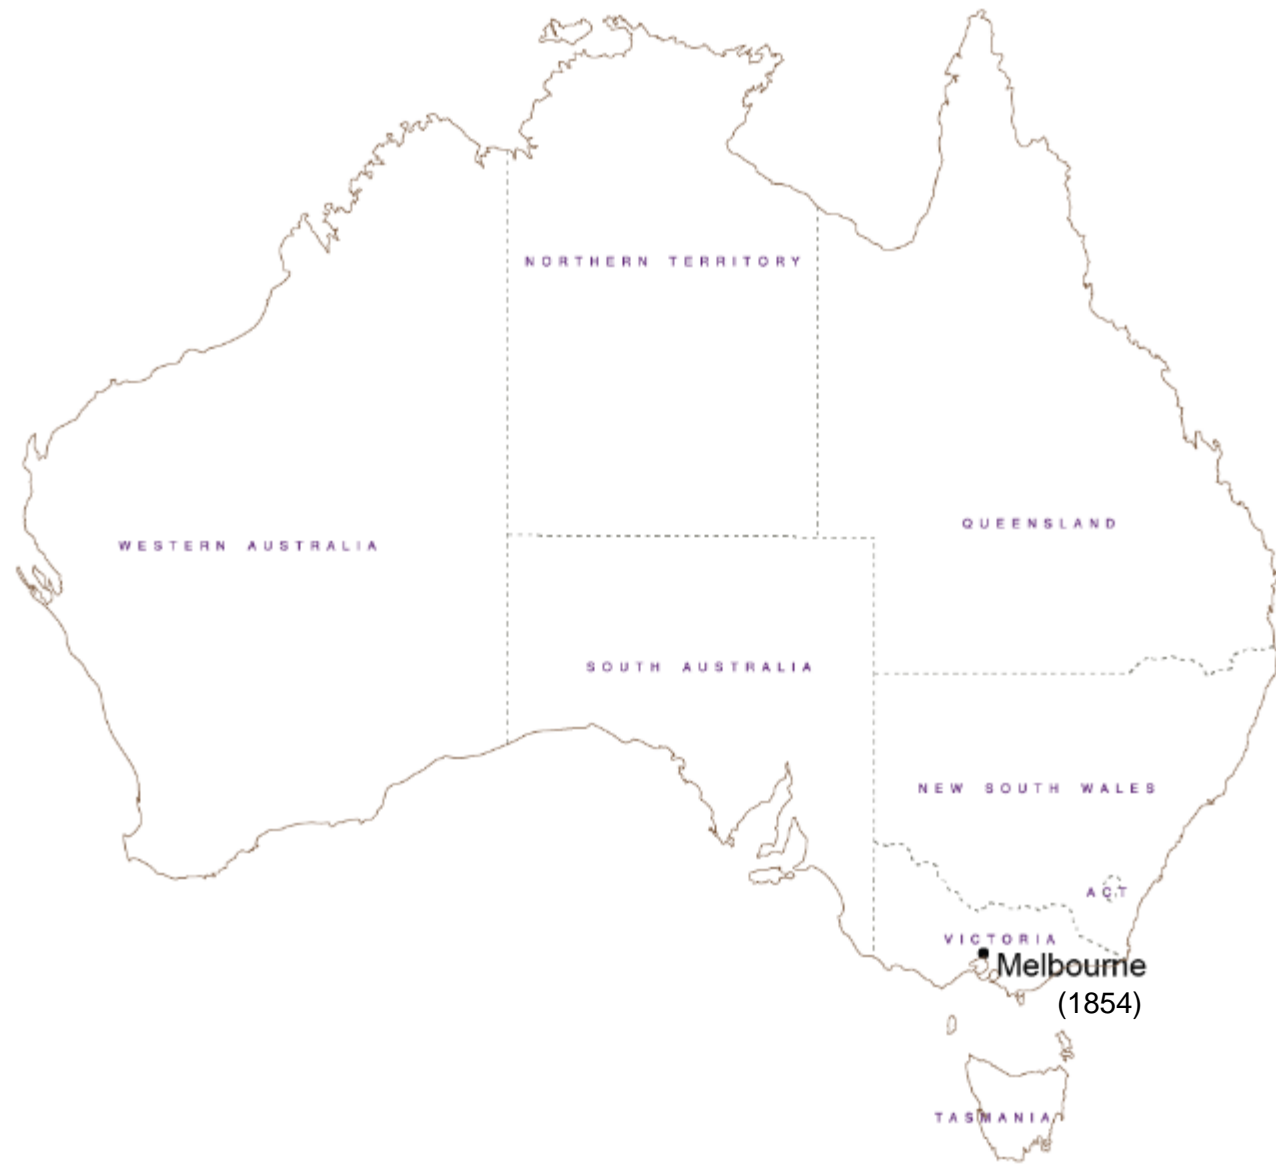 NORTHERN TERRITORY
QUEENSLAND
WESTERN AUSTRALIA
SOUTH AUSTRALIA
NEW SOUTH WALES
ACT
VICTORIA
Melbourne
(1854)
TASMANIA